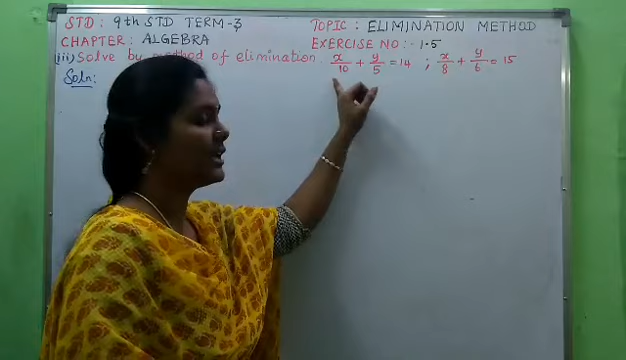 STD : 9th STD TERM-3 TOPIC : ELIMINATION METHOD
CHAPTER : ALGEBRA EXERCISE NO :- 1.5
(iii) Solve by method of elimination x/10 + y/5 = 14 ; x/8 + y/6 = 15
Soln: